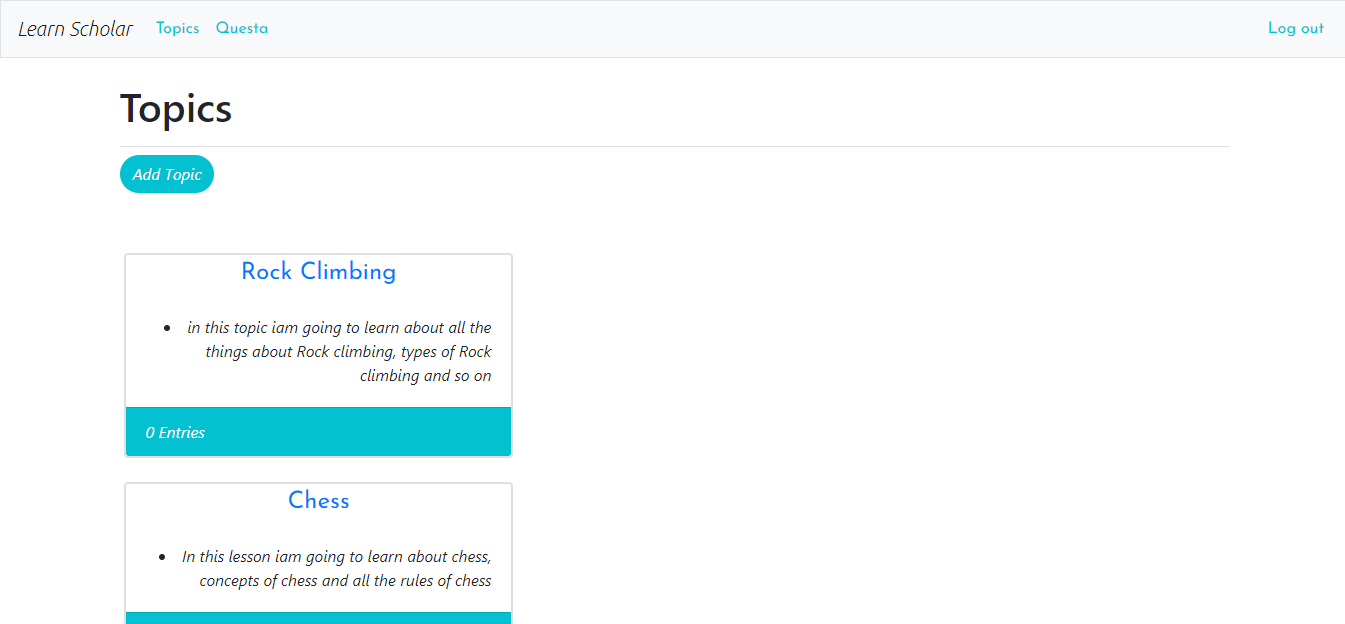 Learn Scholar Topics Questa Log out
Topics
Add Topic
Rock Climbing
in this topic iam going to learn about all the
things about Rock climbing, types of Rock
climbing and so on
0 Entries
Chess
In this lesson iam going to learn about chess,
concepts of chess and all the rules of chess